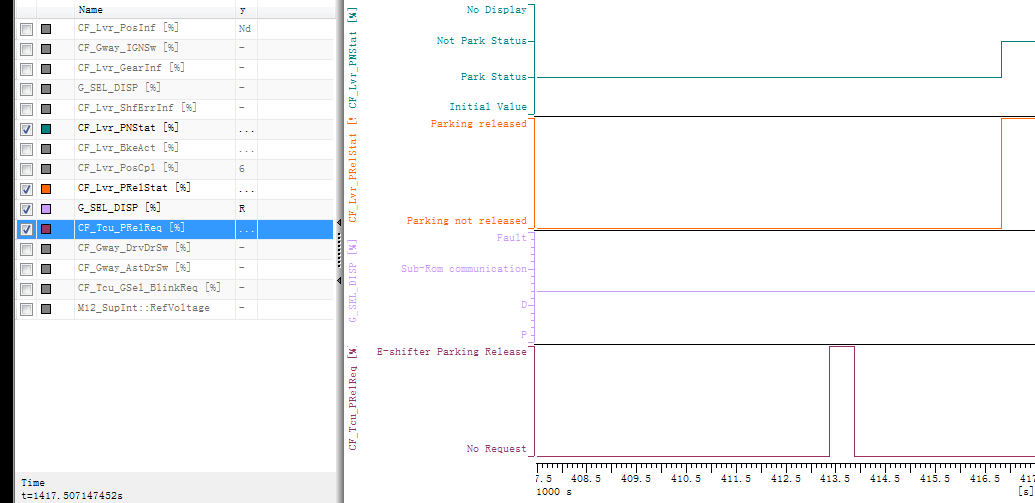 Name y
CF_Lvr_PosInf [%] Nd
CF_Gway_IGNSw [%] -
CF_Lvr_GearInf [%] -
G_SEL_DISP [%] -
CF_Lvr_ShfErrInf [%] -
CF_Lvr_PNStat [%] ...
CF_Lvr_BkeAct [%] ...
CF_Lvr_PosCpl [%] 6
CF_Lvr_PRelStat [%] ...
G_SEL_DISP [%] R
CF_Tcu_PRelReq [%] ...
CF_Gway_DrvDrSw [%] -
CF_Gway_AstDrSw [%] -
CF_Tcu_GSel_BlinkReq [%] -
M12_SupInt::RefVoltage -
Time
t=1417.507147452s
CF_Lvr_PNStat [%]
No Display
Not Park Status
Park Status
Initial Value
CF_Lvr_PRelStat [%
Parking released
Parking not released
G_SEL_DISP [%]
Fault
Sub-Rom communication
D
P
CF_Tcu_PRelReq [%
E-shifter Parking Release
No Request
7.5 408.5 409.5 410.5 411.5 412.5 413.5 414.5 415.5 416.5 417
1000 s [s]